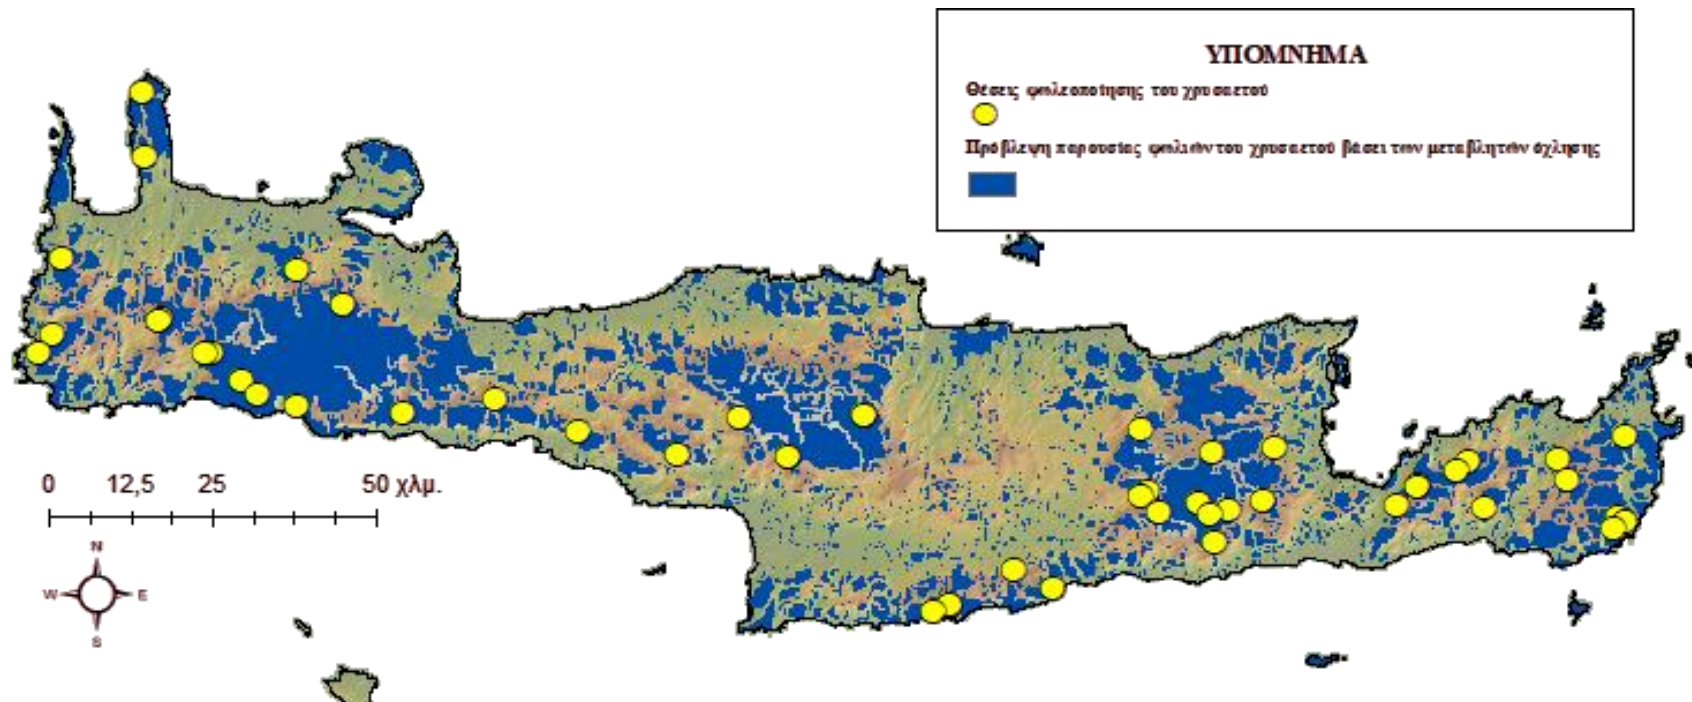 ΥΠΟΜΝΗΜΑ
Θέσεις φωλεοποίησης του χρυσαετού
Πρόβλεψη παρουσίας φωλιών του χρυσαετού βάσει των μεταβλητών όχλησης
0 12,5 25 50 χλμ.
N
W E
S